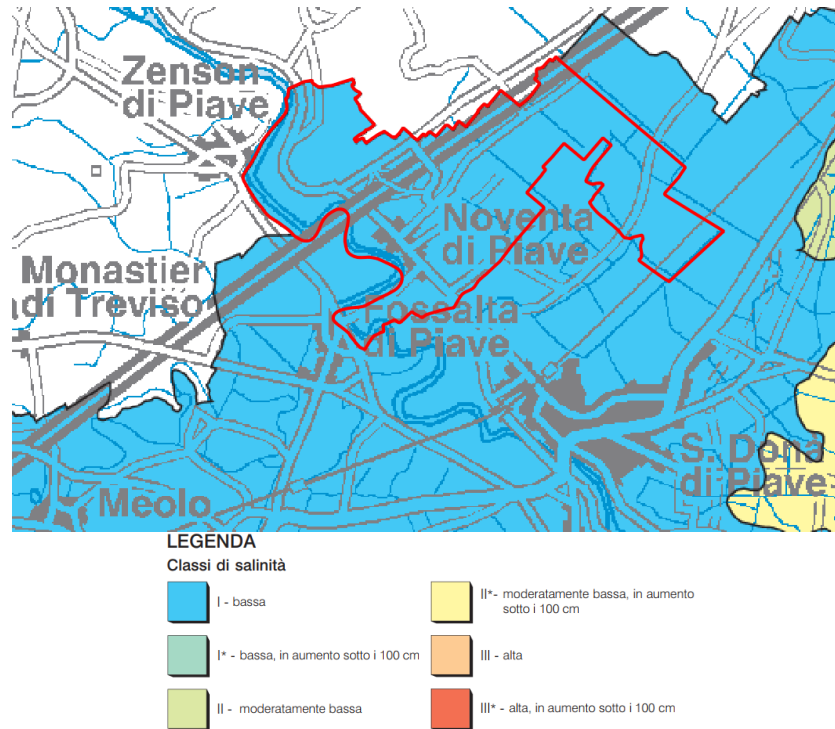 Zenson
di Piave
Noventa
di Piave
Monastier
di Treviso
Fossalta
di Piave
S. Donà
di Piave
Meolo
LEGENDA
Classi di salinità
I - bassa
I* - bassa, in aumento sotto i 100 cm
II - moderatamente bassa
II*- moderatamente bassa, in aumento
sotto i 100 cm
III - alta
III* - alta, in aumento sotto i 100 cm